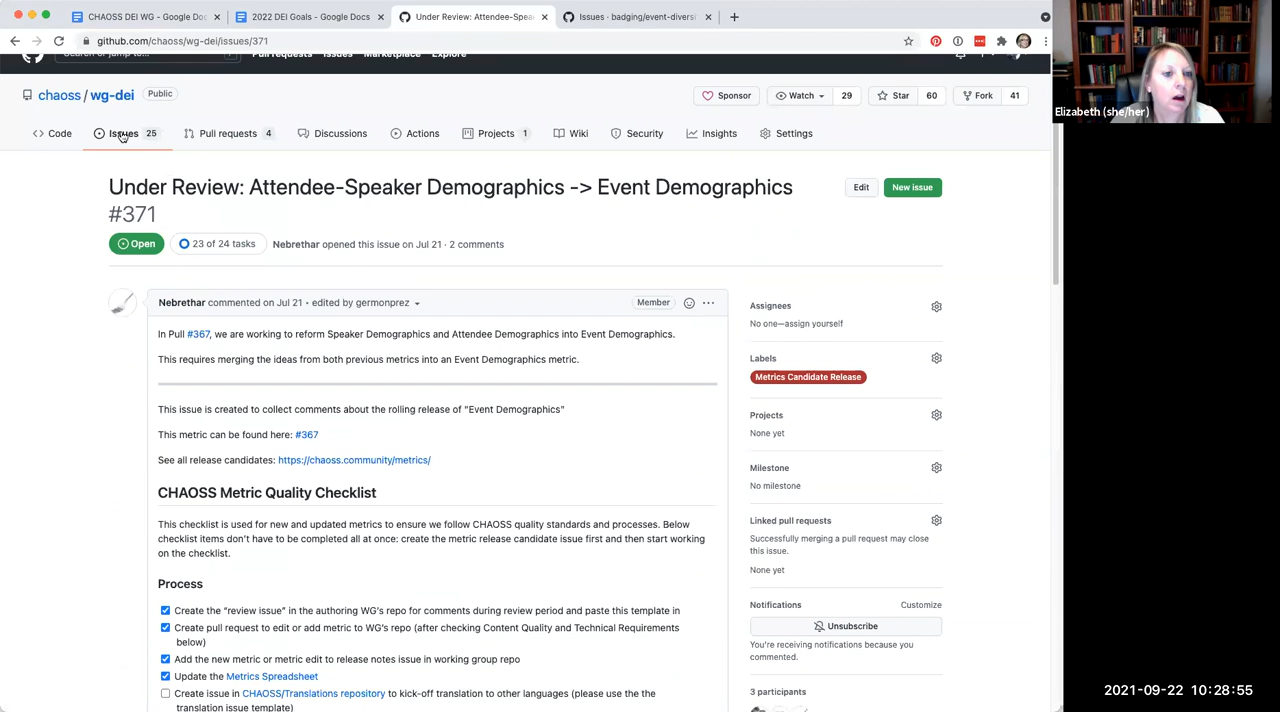 CHAOSS DEI WG - Google Doc × 2022 DEI Goals - Google Docs × Under Review: Attendee-Spea × Issues · badging/event-diversi × +
github.com/chaoss/wg-dei/issues/371
Search or jump to... Pull requests Issues Marketplace Explore
chaoss / wg-dei Public Sponsor Watch 29 Star 60 Fork 41
Code Issues 25 Pull requests 4 Discussions Actions Projects 1 Wiki Security Insights Settings
Under Review: Attendee-Speaker Demographics -> Event Demographics
#371
Edit New issue
Open 23 of 24 tasks Nebrethar opened this issue on Jul 21 · 2 comments
Nebrethar commented on Jul 21 • edited by germonprez Member
In Pull #367, we are working to reform Speaker Demographics and Attendee Demographics into Event Demographics.
This requires merging the ideas from both previous metrics into an Event Demographics metric.
This issue is created to collect comments about the rolling release of "Event Demographics"
This metric can be found here: #367
See all release candidates: https://chaoss.community/metrics/
CHAOSS Metric Quality Checklist
This checklist is used for new and updated metrics to ensure we follow CHAOSS quality standards and processes. Below
checklist items don't have to be completed all at once: create the metric release candidate issue first and then start working
on the checklist.
Process
Create the “review issue” in the authoring WG's repo for comments during review period and paste this template in
Create pull request to edit or add metric to WG's repo (after checking Content Quality and Technical Requirements
below)
Add the new metric or metric edit to release notes issue in working group repo
Update the Metrics Spreadsheet
Create issue in CHAOSS/Translations repository to kick-off translation to other languages (please use the the
translation issue template)
Assignees
No one—assign yourself
Labels
Metrics Candidate Release
Projects
None yet
Milestone
No milestone
Linked pull requests
Successfully merging a pull request may close
this issue.
None yet
Notifications Customize
Unsubscribe
You're receiving notifications because you
commented.
3 participants
Elizabeth (she/her)
2021-09-22 10:28:55